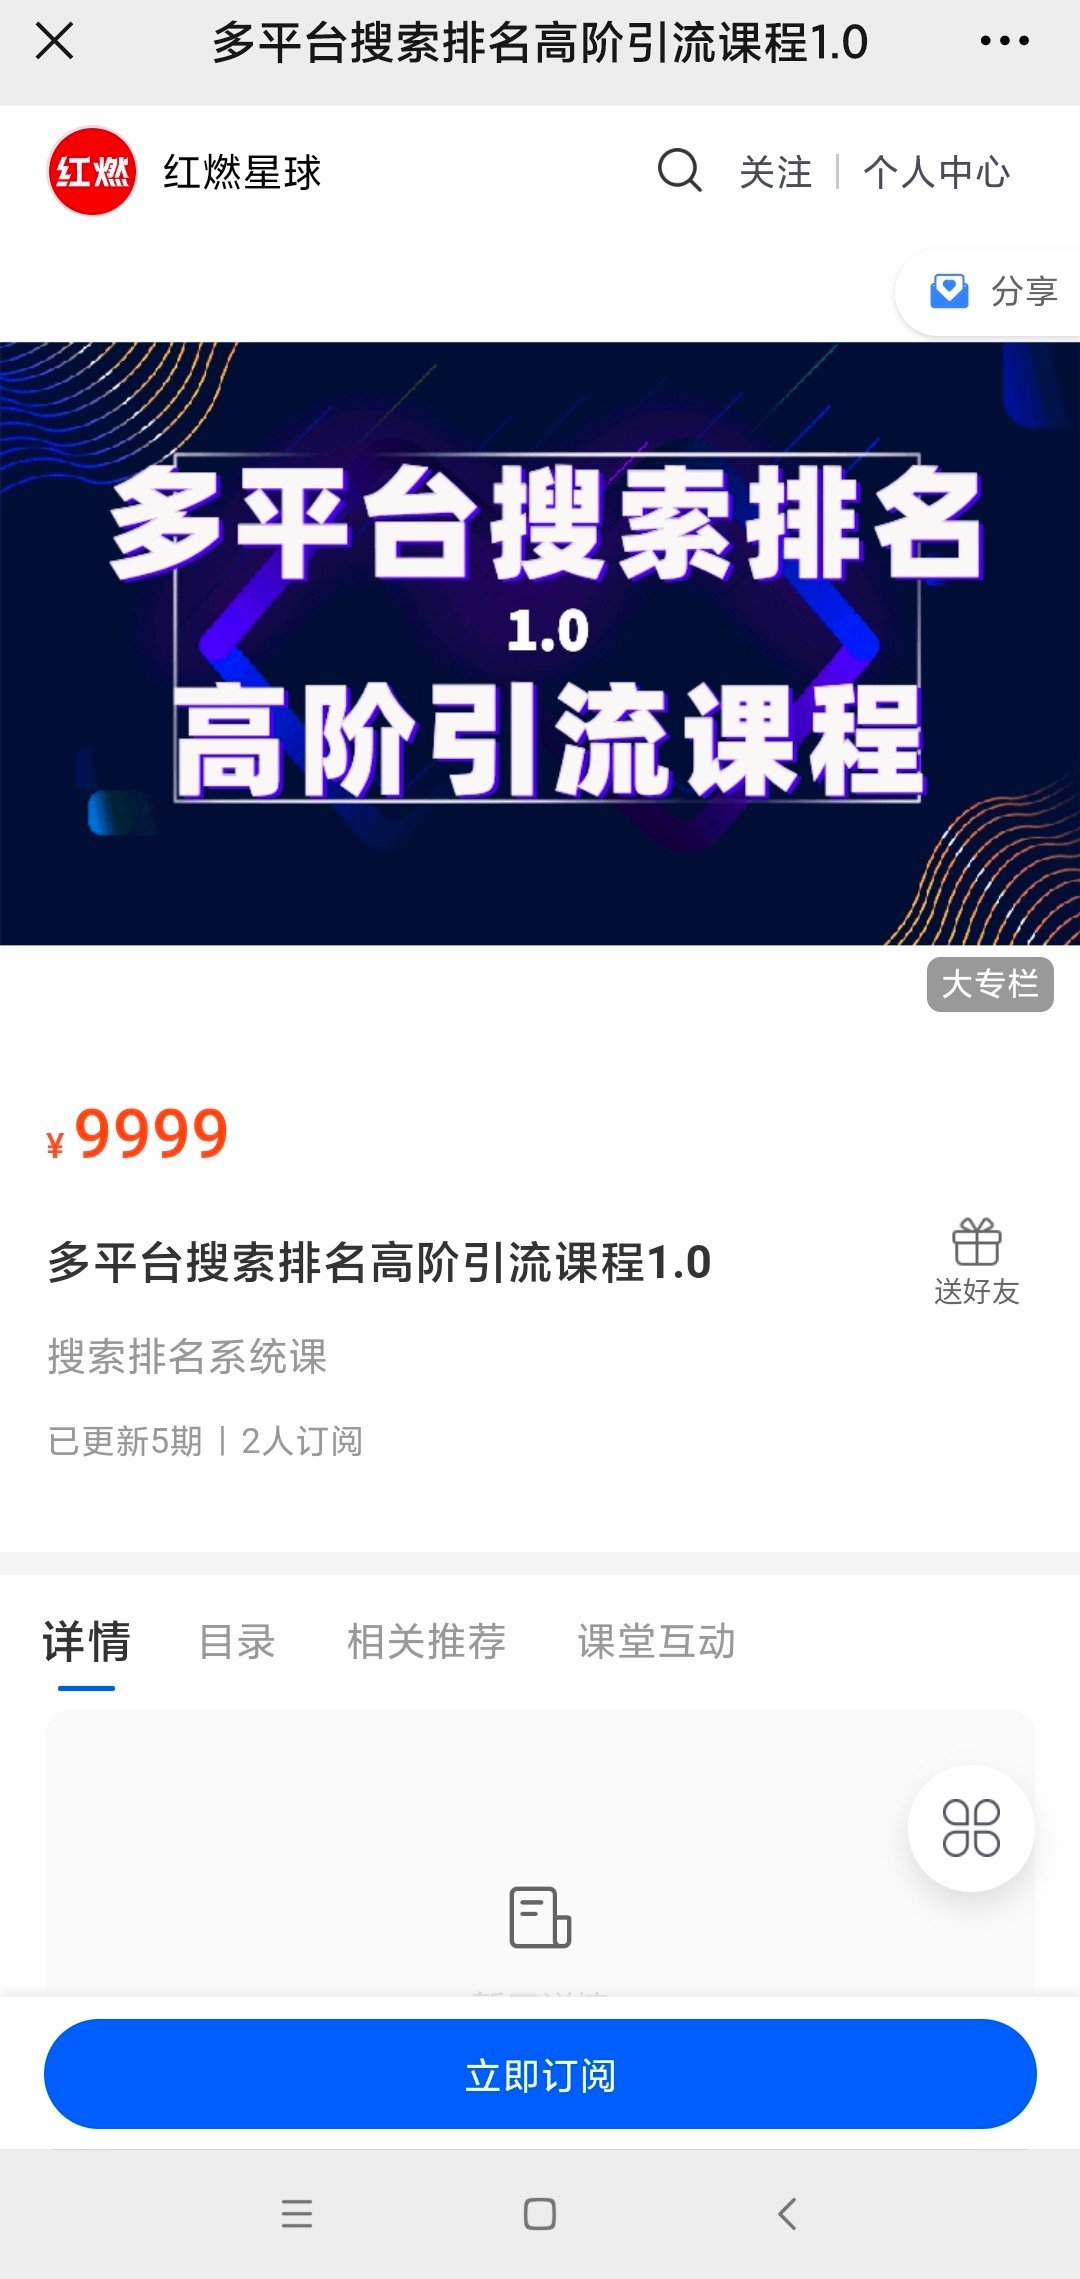 多平台搜索排名高阶引流课程1.0
红燃
红燃星球
关注
个人中心
分享
多平台搜索排名
1.0
高阶引流课程
大专栏
¥9999
多平台搜索排名高阶引流课程1.0
送好友
搜索排名系统课
已更新5期 | 2人订阅
详情
目录
相关推荐
课堂互动
立即订阅